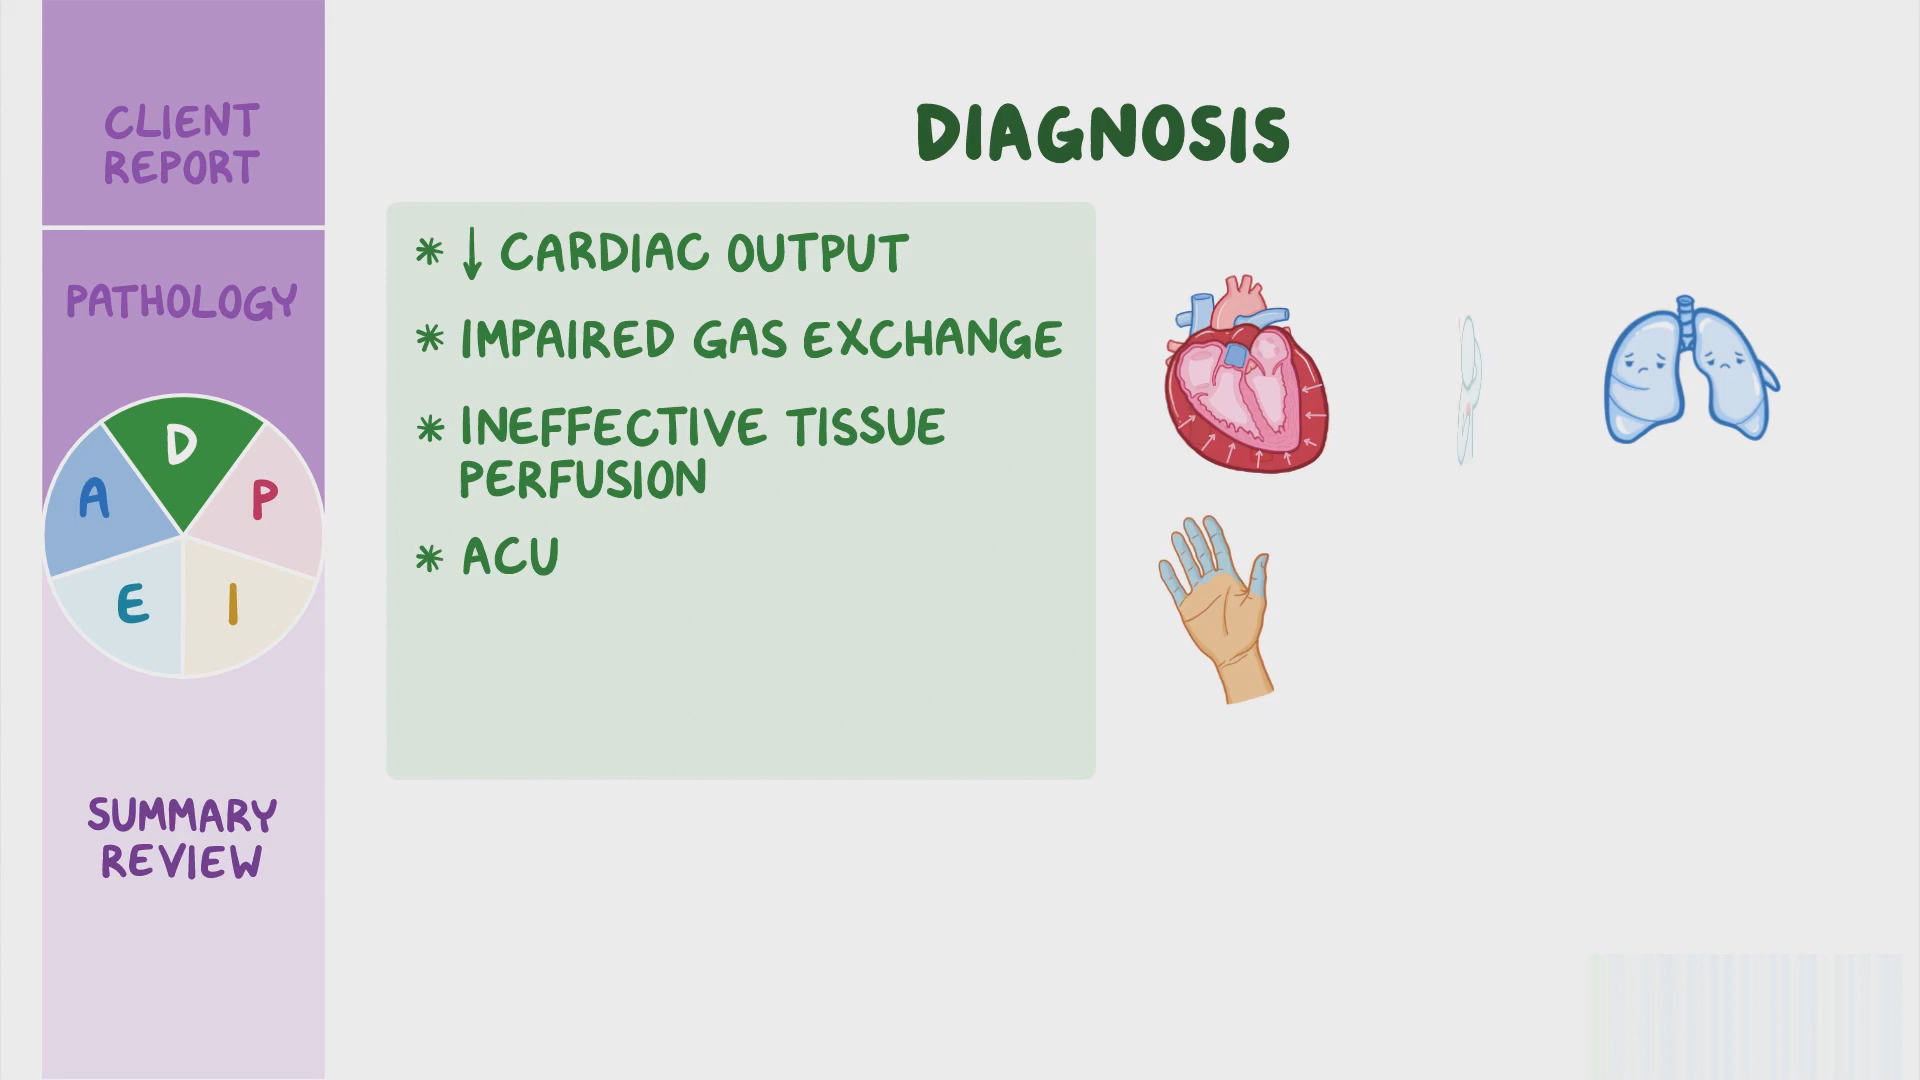 CLIENT
REPORT
PATHOLOGY
D
A
P
E
I
SUMMARY
REVIEW
DIAGNOSIS
* ↓ CARDIAC OUTPUT
* IMPAIRED GAS EXCHANGE
* INEFFECTIVE TISSUE
PERFUSION
* ACU